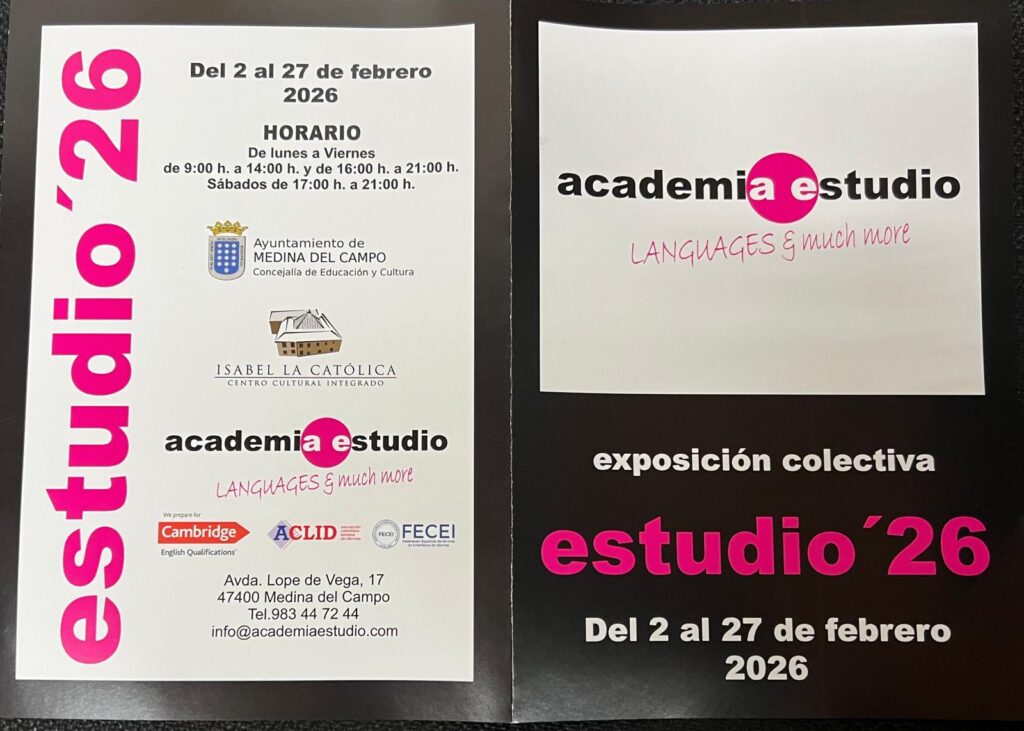 estudio ´26
Del 2 al 27 de febrero
2026
HORARIO
De lunes a Viernes
de 9:00 h. a 14:00 h. y de 16:00 h. a 21:00 h.
Sábados de 17:00 h. a 21:00 h.
Ayuntamiento de
MEDINA DEL CAMPO
Concejalía de Educación y Cultura
ISABEL LA CATÓLICA
CENTRO CULTURAL INTEGRADO
academia estudio
LANGUAGES & much more
We prepare for
Cambridge
English Qualifications
ACLID
FECEI
FECEI
Avda. Lope de Vega, 17
47400 Medina del Campo
Tel.983 44 72 44
info@academiaestudio.com
academia estudio
LANGUAGES & much more
exposición colectiva
estudio ´26
Del 2 al 27 de febrero
2026